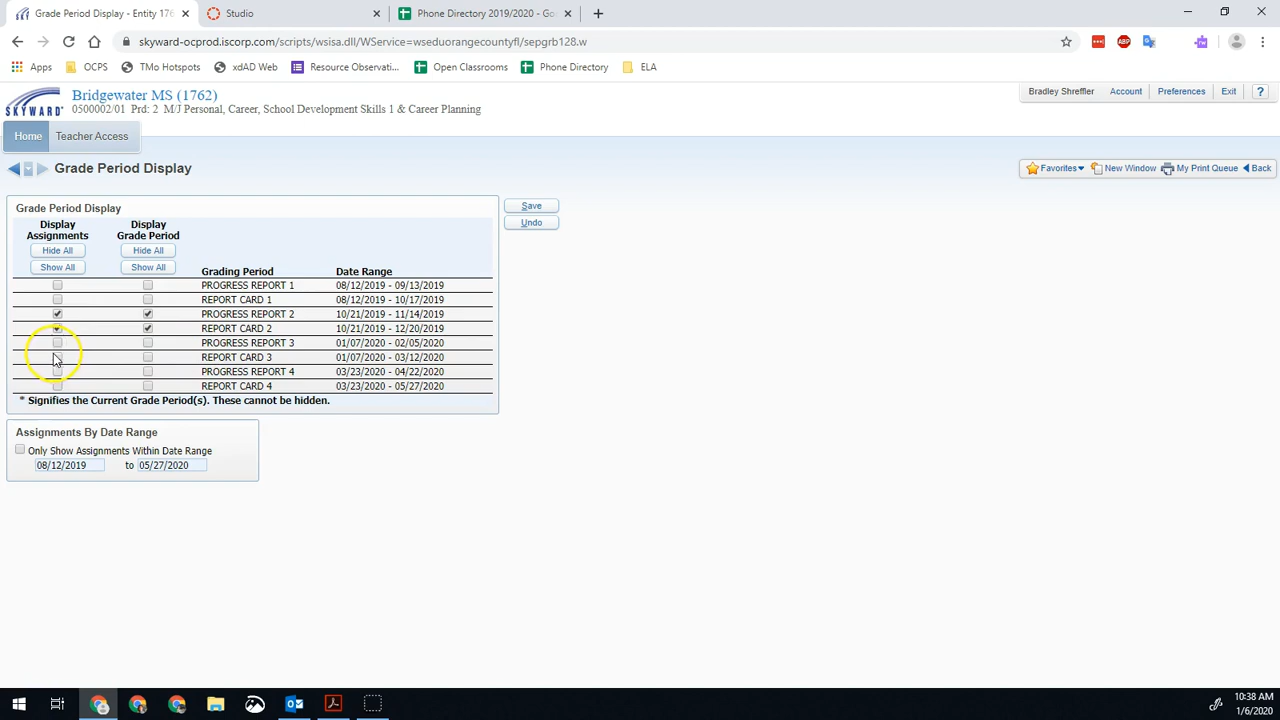 Grade Period Display - Entity 176
Studio
Phone Directory 2019/2020 - Go
skyward-ocprod.iscorp.com/scripts/wsisa.dll/WService=wseduorangecountyfl/sepgrb128.w
ABP
rw
Apps
OCPS
TMo Hotspots
xdAD Web
Resource Observati...
Open Classrooms
Phone Directory
ELA
SKYWARD
Bridgewater MS (1762)
0500002/01 Prd: 2 M/J Personal, Career, School Development Skills 1 & Career Planning
Bradley Shreffler
Account
Preferences
Exit
?
Home
Teacher Access
Grade Period Display
Favorites
New Window
My Print Queue
Back
Grade Period Display
Display Assignments
Display Grade Period
Hide All
Hide All
Show All
Show All
Grading Period Date Range
PROGRESS REPORT 1 08/12/2019 - 09/13/2019
REPORT CARD 1 08/12/2019 - 10/17/2019
PROGRESS REPORT 2 10/21/2019 - 11/14/2019
REPORT CARD 2 10/21/2019 - 12/20/2019
PROGRESS REPORT 3 01/07/2020 - 02/05/2020
REPORT CARD 3 01/07/2020 - 03/12/2020
PROGRESS REPORT 4 03/23/2020 - 04/22/2020
REPORT CARD 4 03/23/2020 - 05/27/2020
* Signifies the Current Grade Period(s). These cannot be hidden.
Save
Undo
Assignments By Date Range
Only Show Assignments Within Date Range
08/12/2019 to 05/27/2020
10:38 AM
1/6/2020